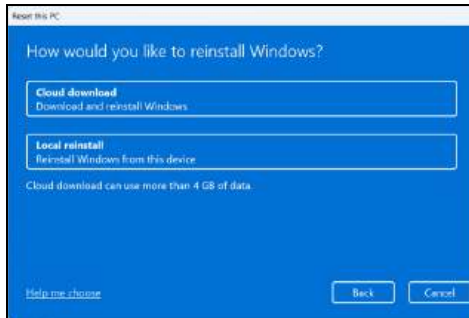 Reset this PC
How would you like to reinstall Windows?
Cloud download
Download and reinstall Windows
Local reinstall
Reinstall Windows from this device
Cloud download can use more than 4 GB of data.
Help me choose
Back
Cancel